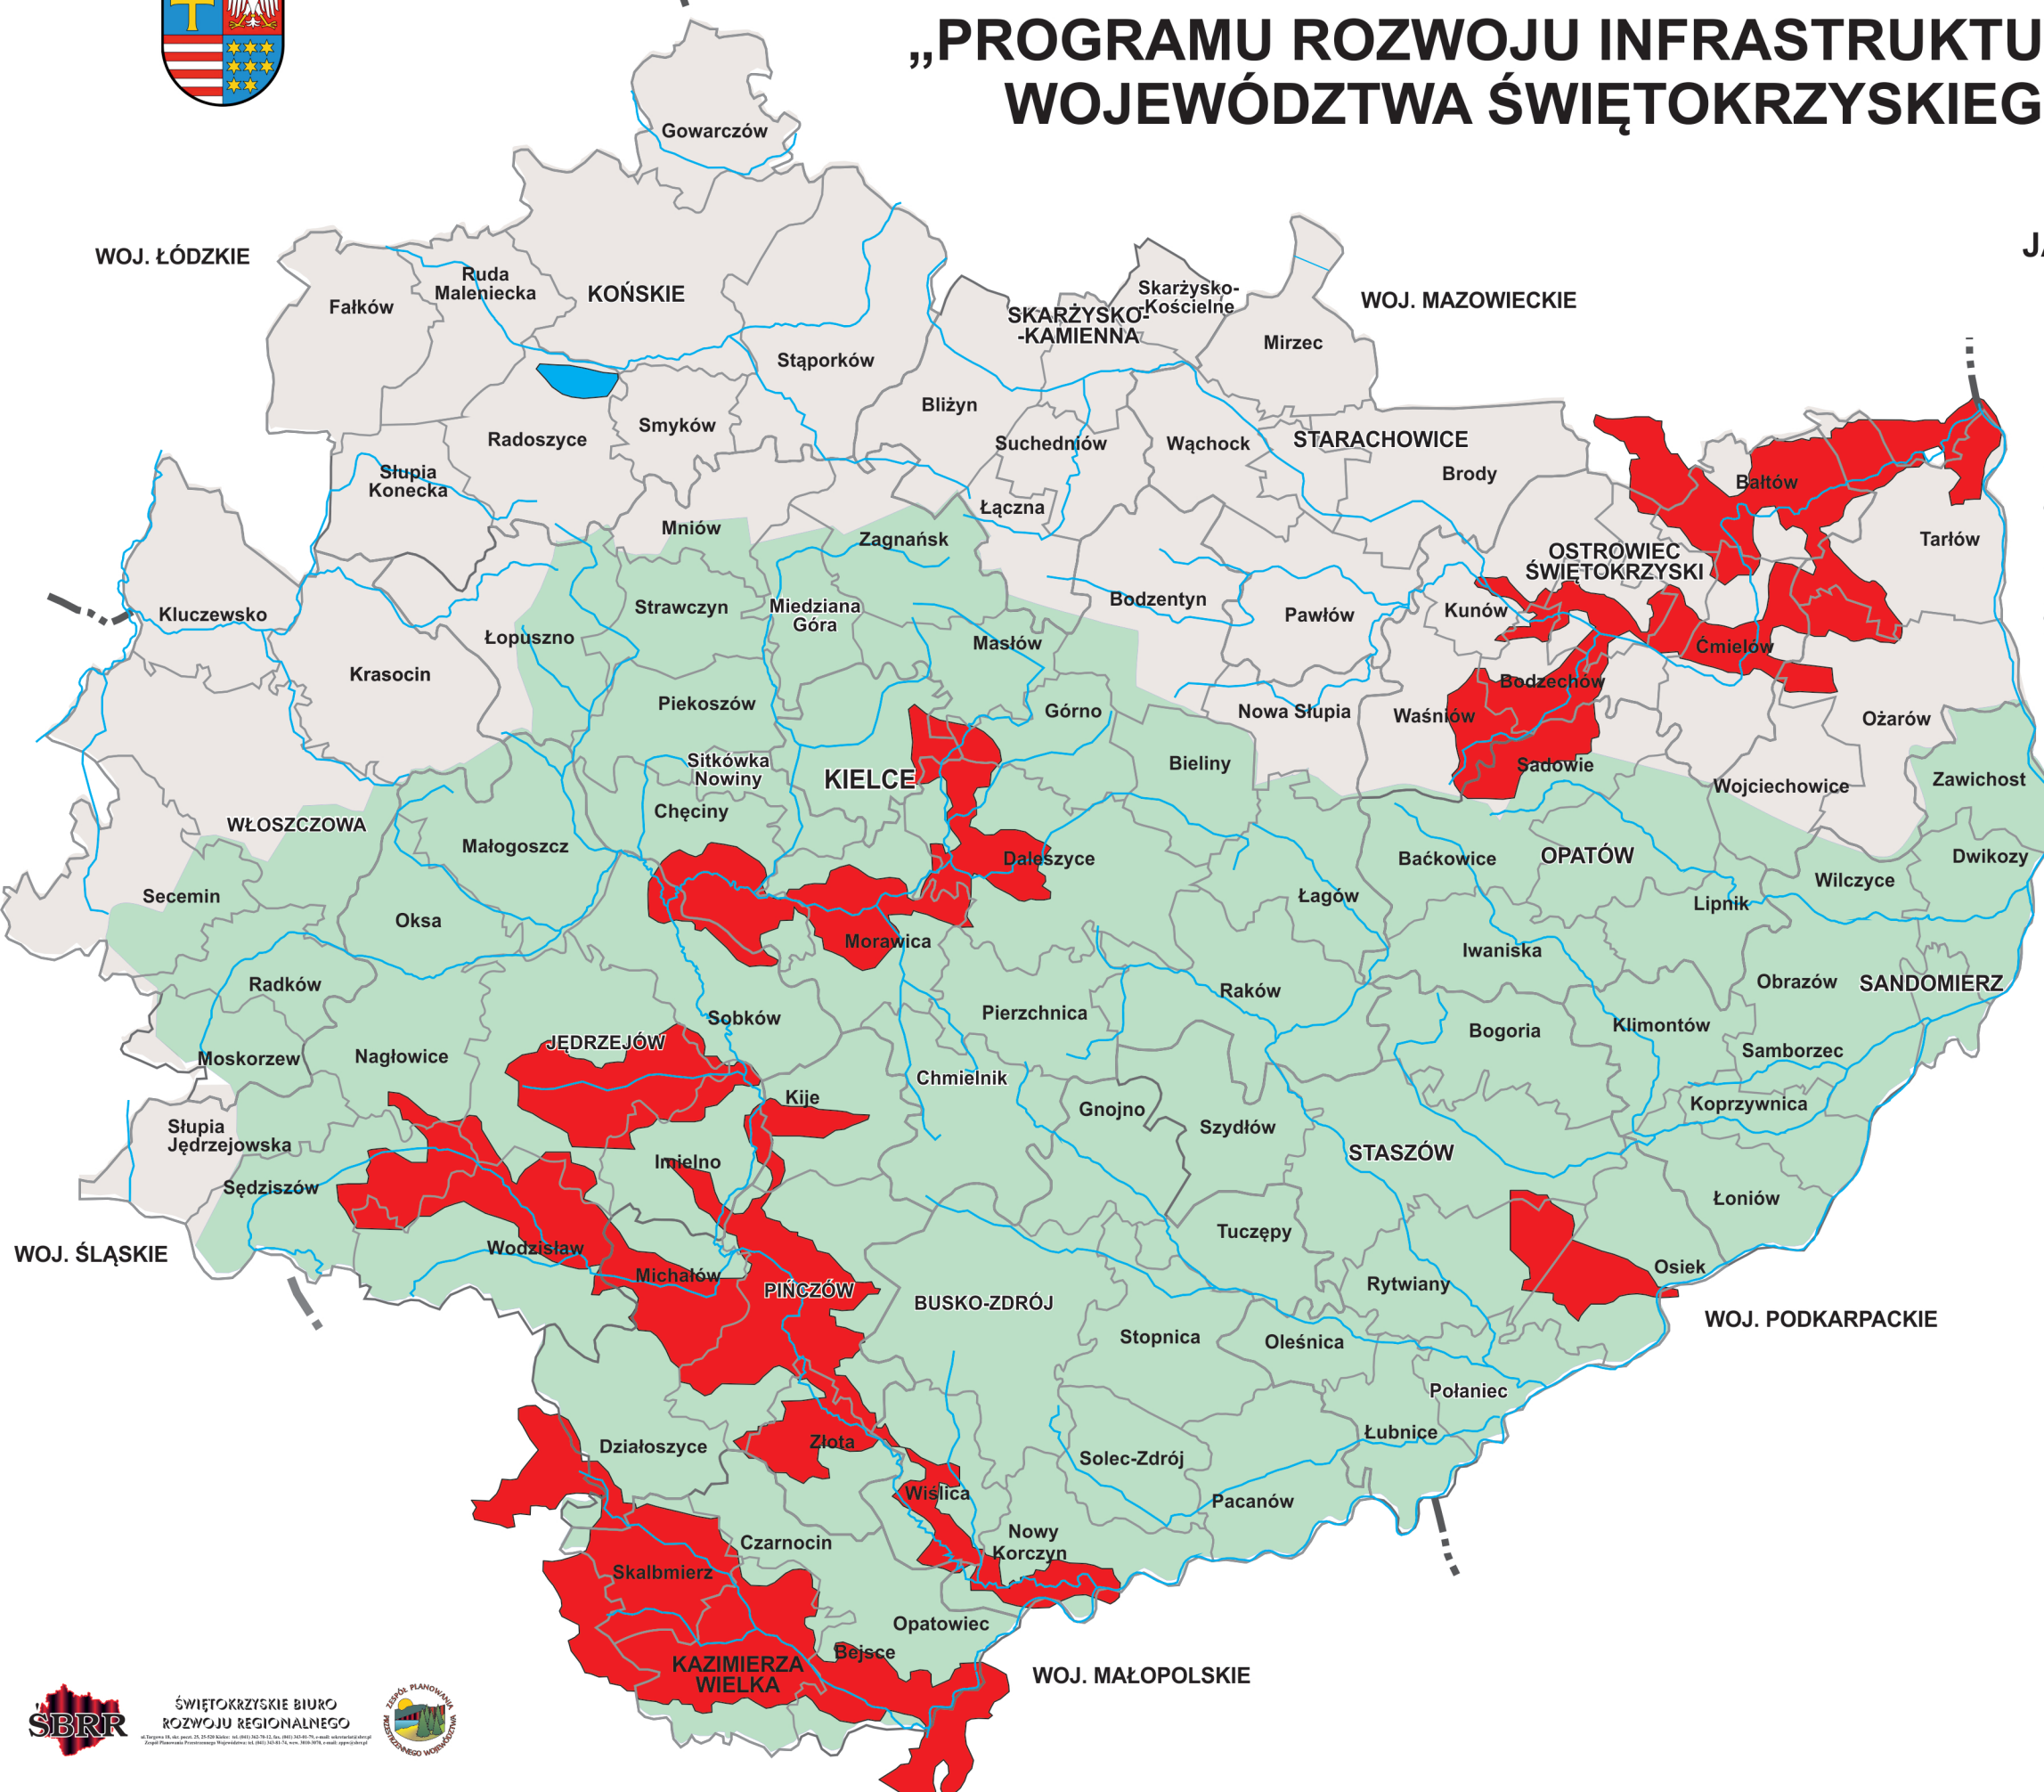 „PROGRAMU ROZWOJU INFRASTRUKTU
WOJEWÓDZTWA ŚWIĘTOKRZYSKIEG
JA
Gowarczów
WOJ. ŁÓDZKIE
Ruda
Maleniecka
KOŃSKIE
Fałków
Skarżysko-
-Kościelne
SKARŻYSKO-
-KAMIENNA
WOJ. MAZOWIECKIE
Mirzec
Stąporków
Bliżyn
Smyków
Radoszyce
Suchedniów
Wąchock
STARACHOWICE
Brody
Słupia
Konecka
Bałtów
Łączna
Mniów
Zagnańsk
Tarłów
OSTROWIEC
ŚWIĘTOKRZYSKI
Kluczewsko
Strawczyn
Miedziana
Góra
Bodzentyn
Pawłów
Kunów
Łopuszno
Masłów
Ćmielów
Krasocin
Bodzechów
Piekoszów
Górno
Nowa Słupia
Waśniów
Ożarów
Sitkówka
Nowiny
KIELCE
Bieliny
Sadowie
Wojciechowice
Zawichost
WŁOSZCZOWA
Chęciny
Małogoszcz
Daleszyce
Baćkowice
OPATÓW
Dwikozy
Secemin
Łagów
Wilczyce
Lipnik
Oksa
Morawica
Iwaniska
Radków
Raków
Obrazów
SANDOMIERZ
Sobków
Pierzchnica
Bogoria
Klimontów
Moskorzew
Nagłowice
JĘDRZEJÓW
Samborzec
Chmielnik
Kije
Gnojno
Koprzywnica
Słupia
Jędrzejowska
Szydłów
STASZÓW
Imielno
Sędziszów
Łoniów
WOJ. ŚLĄSKIE
Wodzisław
Tuczępy
Michałów
PIŃCZÓW
Rytwiany
Osiek
BUSKO-ZDRÓJ
WOJ. PODKARPACKIE
Stopnica
Oleśnica
Połaniec
Działoszyce
Złota
Łubnice
Solec-Zdrój
Wiślica
Pacanów
Czarnocin
Nowy
Korczyn
Skalbmierz
Opatowiec
Bejsce
KAZIMIERZA
WIELKA
WOJ. MAŁOPOLSKIE
ŚBRR
ŚWIĘTOKRZYSKIE BIURO
ROZWOJU REGIONALNEGO
ZESPÓŁ PLANOWANIA
PRZESTRZENNEGO WOJEWÓDZTWA